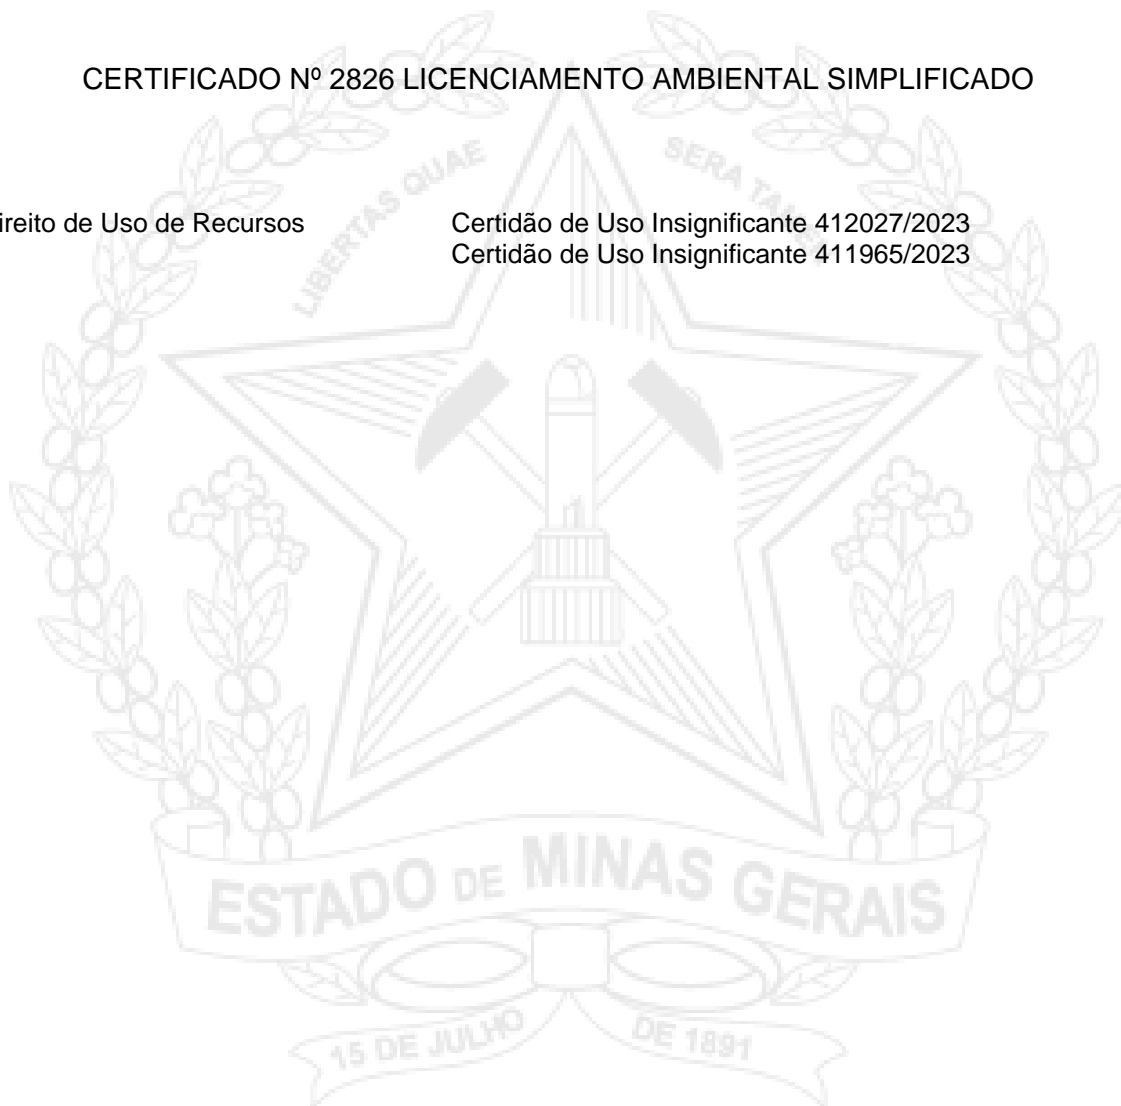 CERTIFICADO Nº 2826 LICENCIAMENTO AMBIENTAL SIMPLIFICADO
LIBERTAS QUAE SERA TAMEN
ireito de Uso de Recursos Certidão de Uso Insignificante 412027/2023
Certidão de Uso Insignificante 411965/2023
ESTADO DE MINAS GERAIS
15 DE JULHO DE 1891